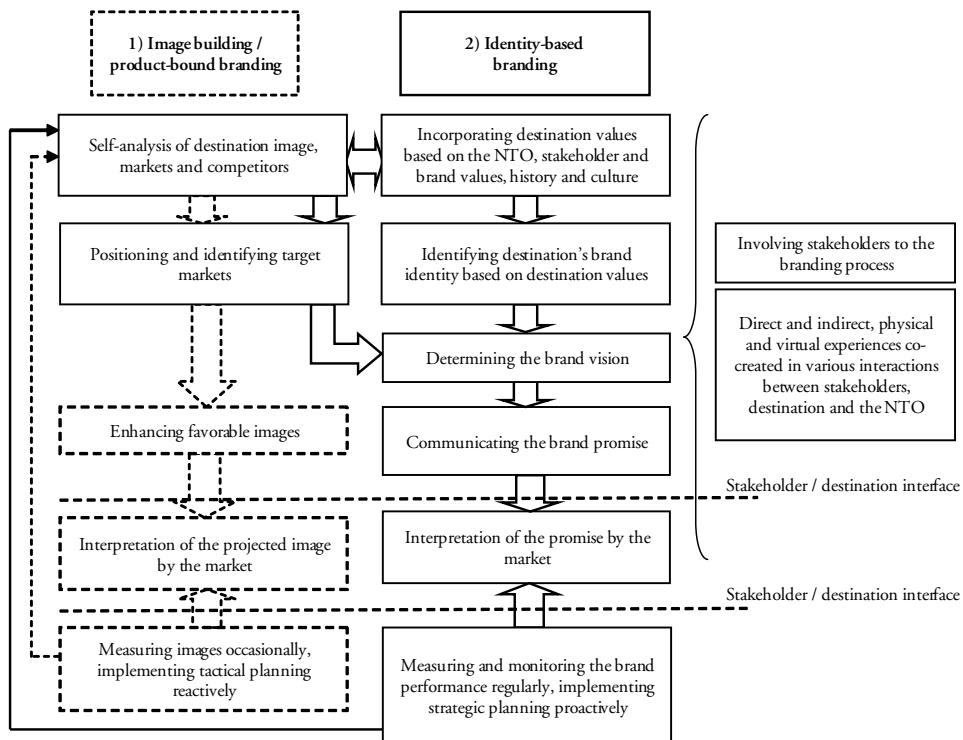 1) Image building /
product-bound branding
2) Identity-based
branding
Self-analysis of destination image,
markets and competitors
Incorporating destination values
based on the NTO, stakeholder and
brand values, history and culture
Positioning and identifying target
markets
Identifying destination's brand
identity based on destination values
Involving stakeholders to the
branding process
Direct and indirect, physical
and virtual experiences co-
created in various interactions
between stakeholders,
destination and the NTO
Determining the brand vision
Enhancing favorable images
Communicating the brand promise
Stakeholder / destination interface
Interpretation of the projected image
by the market
Interpretation of the promise by the
market
Stakeholder / destination interface
Measuring images occasionally,
implementing tactical planning
reactively
Measuring and monitoring the brand
performance regularly, implementing
strategic planning proactively